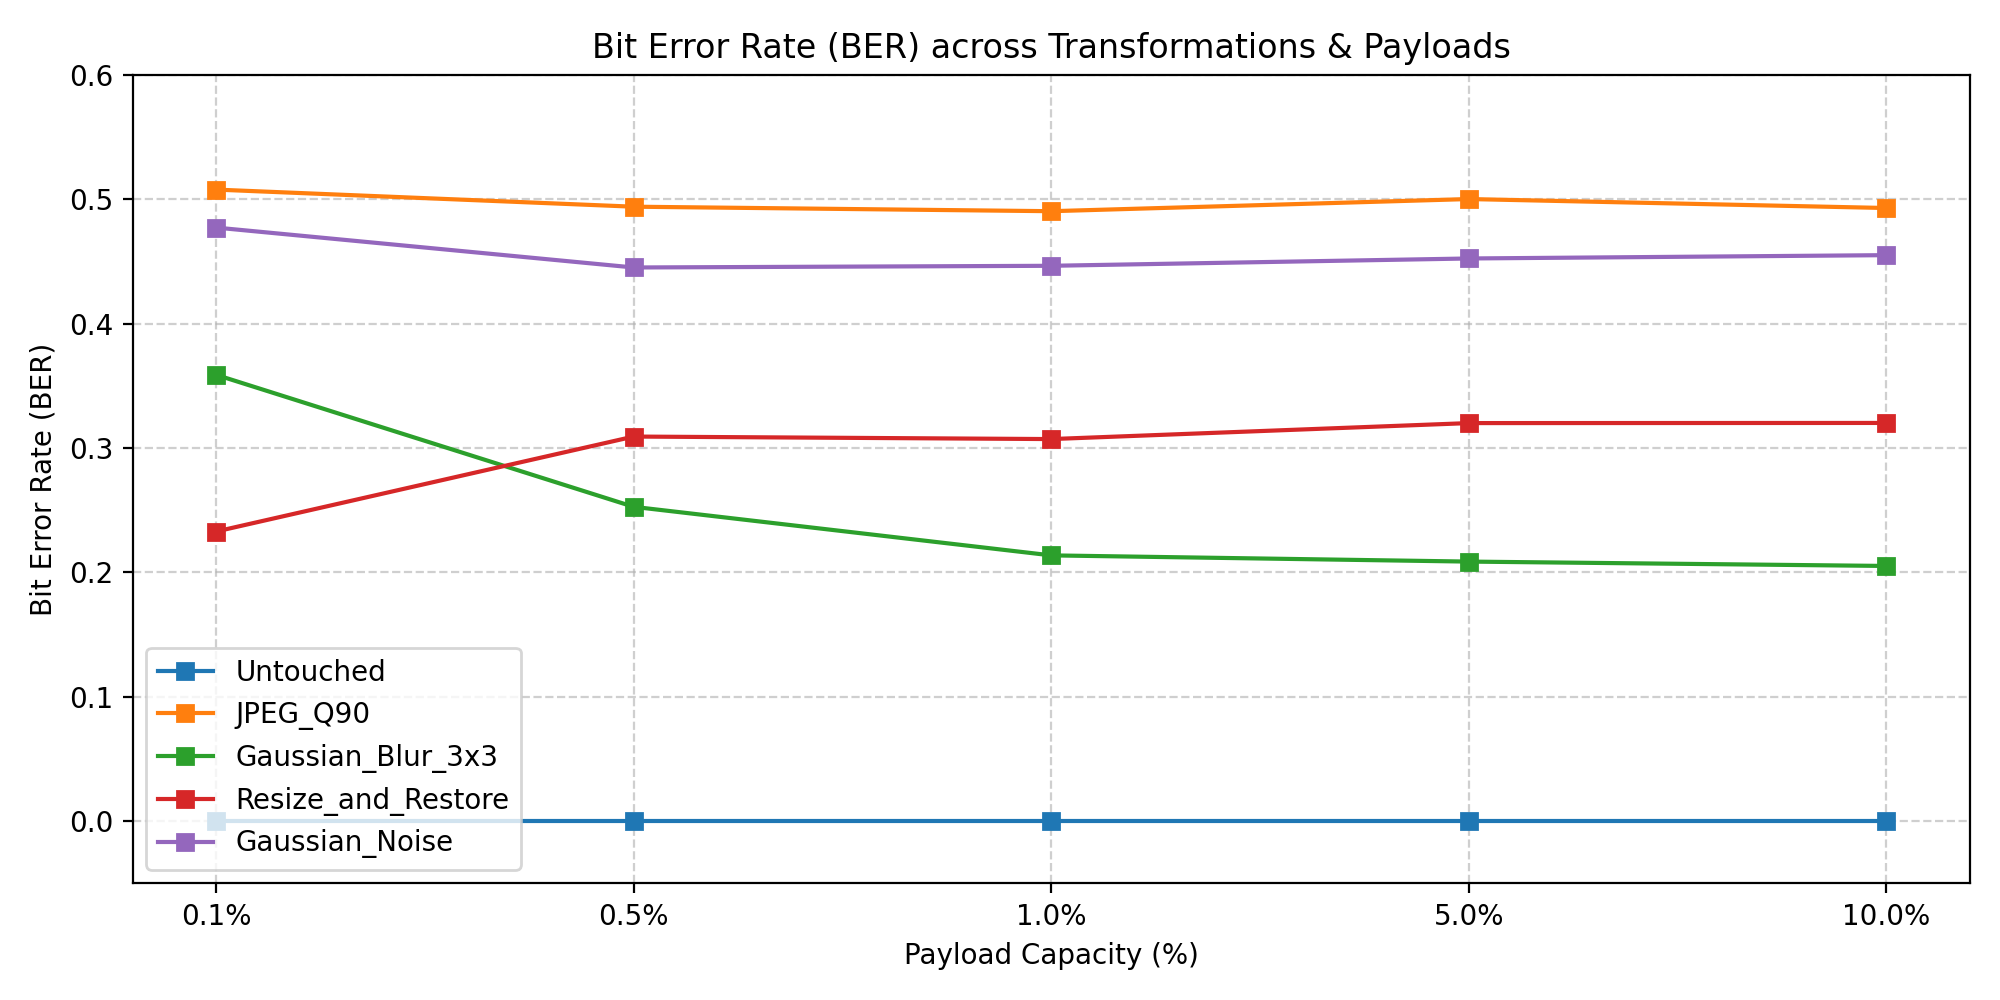 Bit Error Rate (BER) across Transformations & Payloads
0.6
0.5
0.4
0.3
0.2
0.1
0.0
Bit Error Rate (BER)
Untouched
JPEG_Q90
Gaussian_Blur_3x3
Resize_and_Restore
Gaussian_Noise
0.1% 0.5% 1.0% 5.0% 10.0%
Payload Capacity (%)